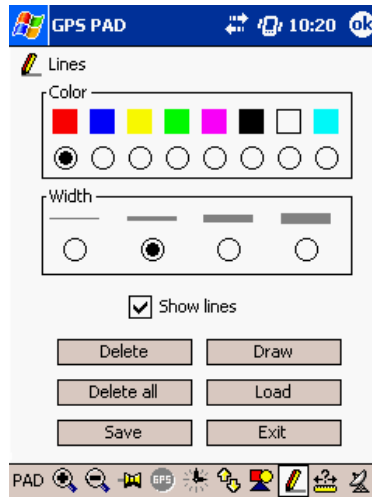 GPS PAD 10:20 ok
Lines
Color
Width
Show lines
Delete Draw
Delete all Load
Save Exit
PAD GPS ?